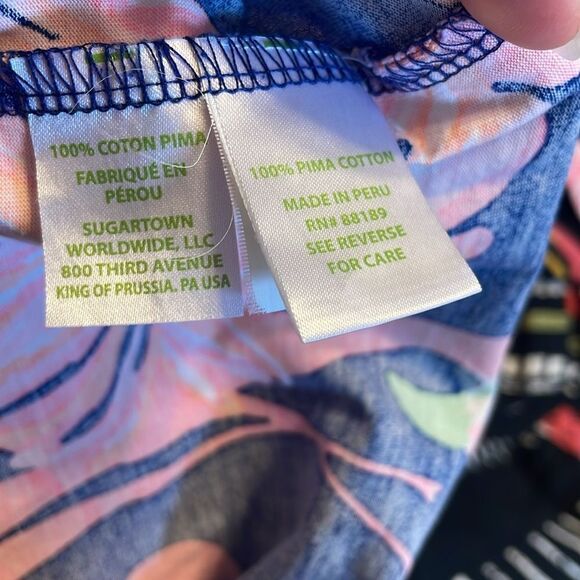 100% COTON PIMA
FABRIQUÉ EN
PÉROU
SUGARTOWN
WORLDWIDE, LLC
800 THIRD AVENUE
KING OF PRUSSIA. PA USA
100% PIMA COTTON
MADE IN PERU
RN# 88189
SEE REVERSE
FOR CARE